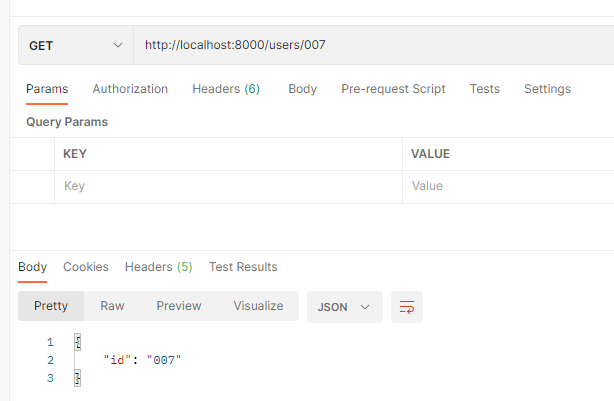 GET http://localhost:8000/users/007
Params Authorization Headers (6) Body Pre-request Script Tests Settings
Query Params
KEY VALUE
Key Value
Body Cookies Headers (5) Test Results
Pretty Raw Preview Visualize JSON
1 {
2 "id": "007"
3 }